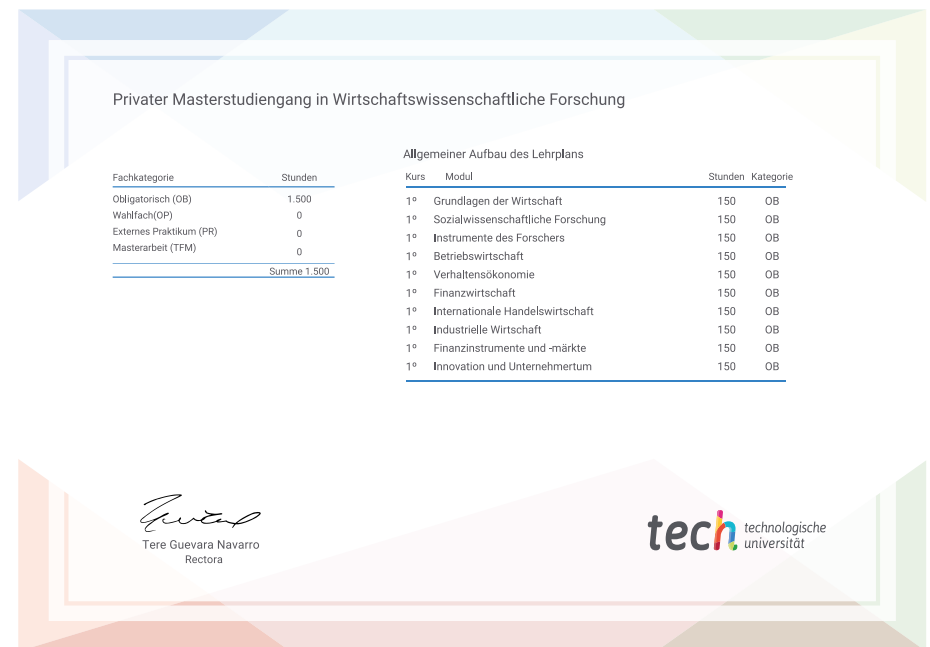 Privater Masterstudiengang in Wirtschaftswissenschaftliche Forschung
Fachkategorie Stunden
Obligatorisch (OB) 1.500
Wahlfach(OP) 0
Externes Praktikum (PR) 0
Masterarbeit (TFM) 0
Summe 1.500
Allgemeiner Aufbau des Lehrplans
Kurs Modul Stunden Kategorie
1º Grundlagen der Wirtschaft 150 OB
1º Sozialwissenschaftliche Forschung 150 OB
1º Instrumente des Forschers 150 OB
1º Betriebswirtschaft 150 OB
1º Verhaltensökonomie 150 OB
1º Finanzwirtschaft 150 OB
1º Internationale Handelswirtschaft 150 OB
1º Industrielle Wirtschaft 150 OB
1º Finanzinstrumente und -märkte 150 OB
1º Innovation und Unternehmertum 150 OB
Tere Guevara Navarro
Rectora
tech technologische
universität